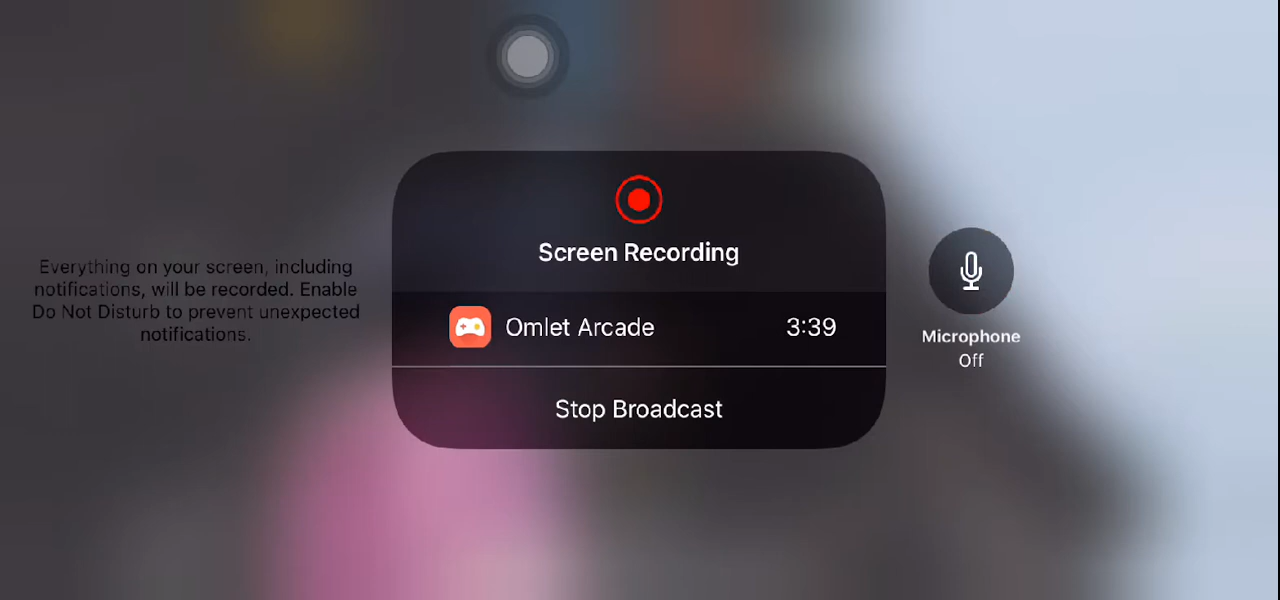 Everything on your screen, including
notifications, will be recorded. Enable
Do Not Disturb to prevent unexpected
notifications.
Screen Recording
Omlet Arcade 3:39
Stop Broadcast
Microphone
Off